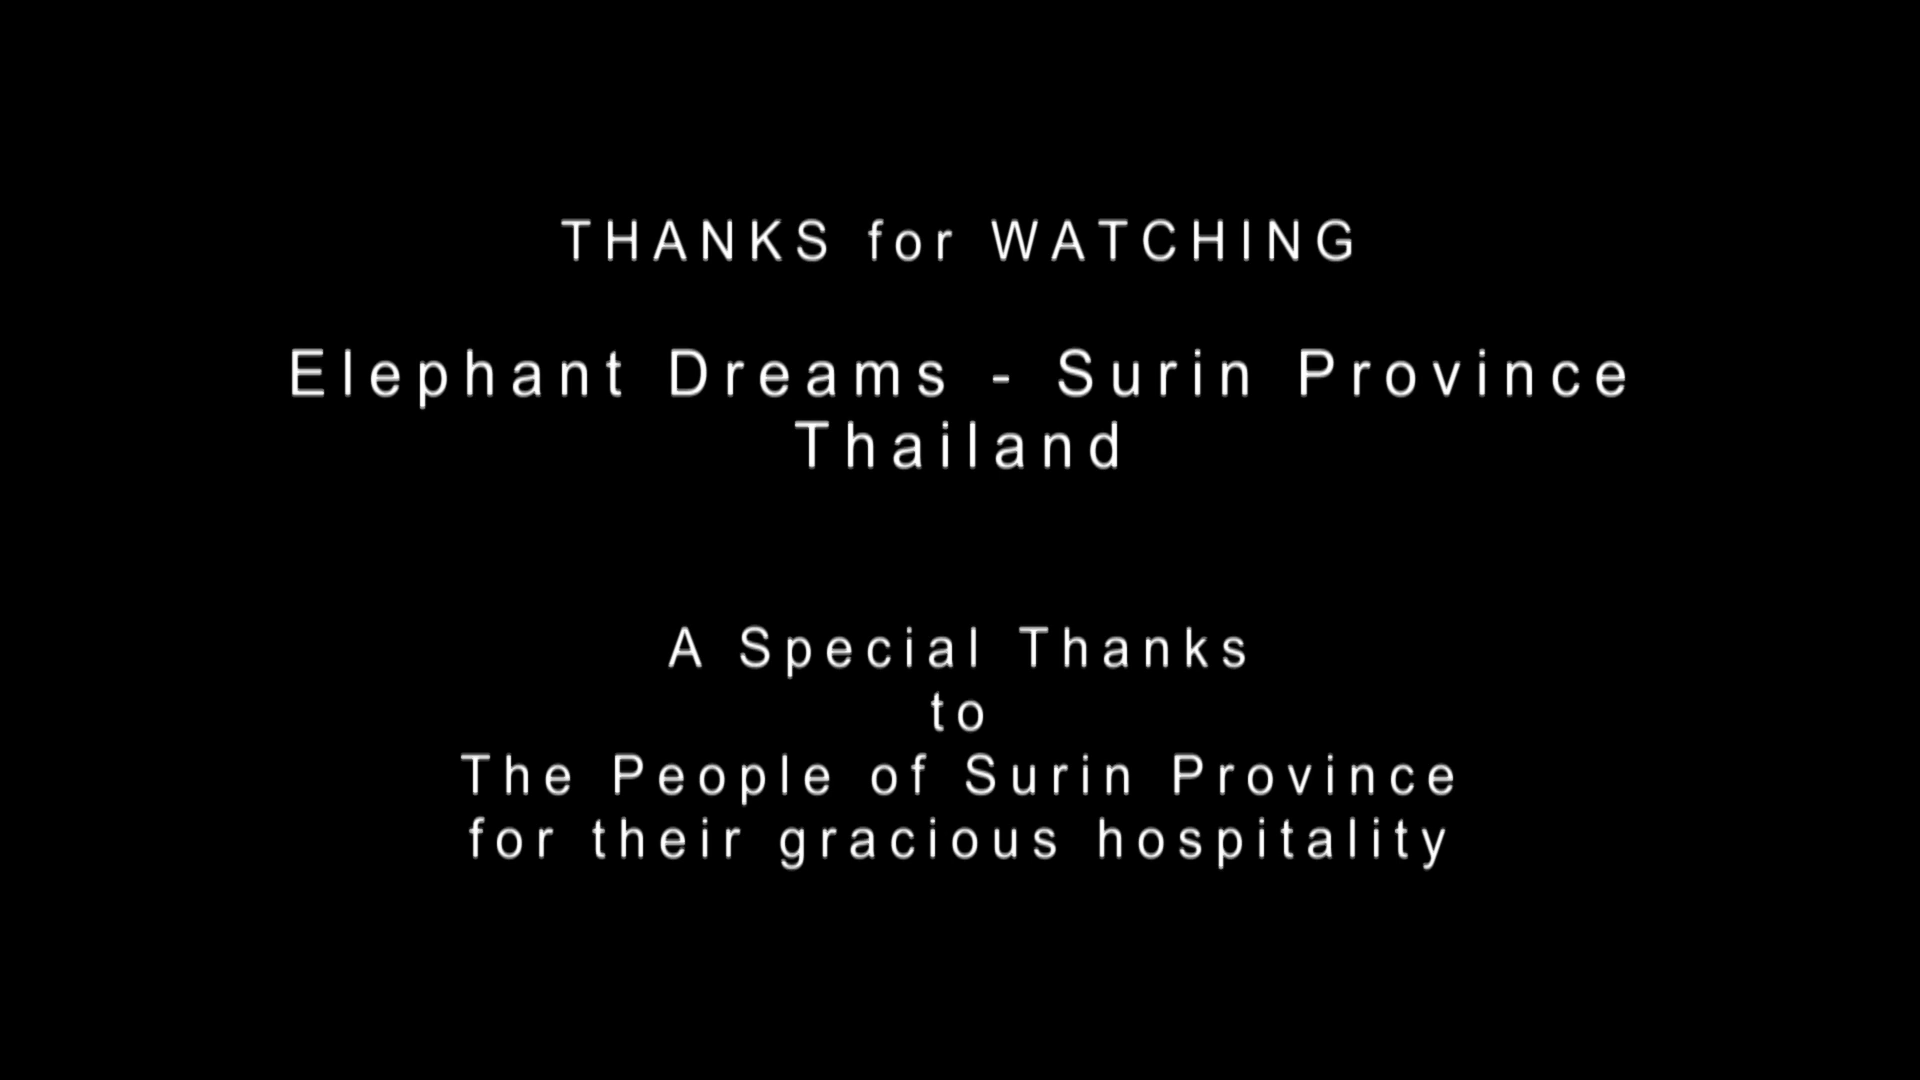 THANKS for WATCHING
Elephant Dreams - Surin Province
Thailand
A Special Thanks
to
The People of Surin Province
for their gracious hospitality